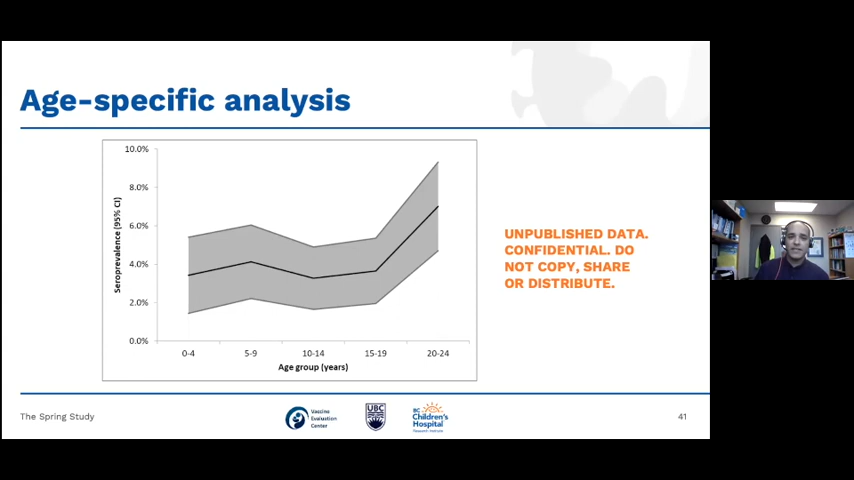 Age-specific analysis
10.0%
8.0%
6.0%
4.0%
2.0%
0.0%
Seroprevalence (95% CI)
0-4
5-9
10-14
15-19
20-24
Age group (years)
UNPUBLISHED DATA.
CONFIDENTIAL. DO
NOT COPY, SHARE
OR DISTRIBUTE.
The Spring Study
Vaccine
Evaluation
Center
UBC
BC
Children's
Hospital
Research Institute
41